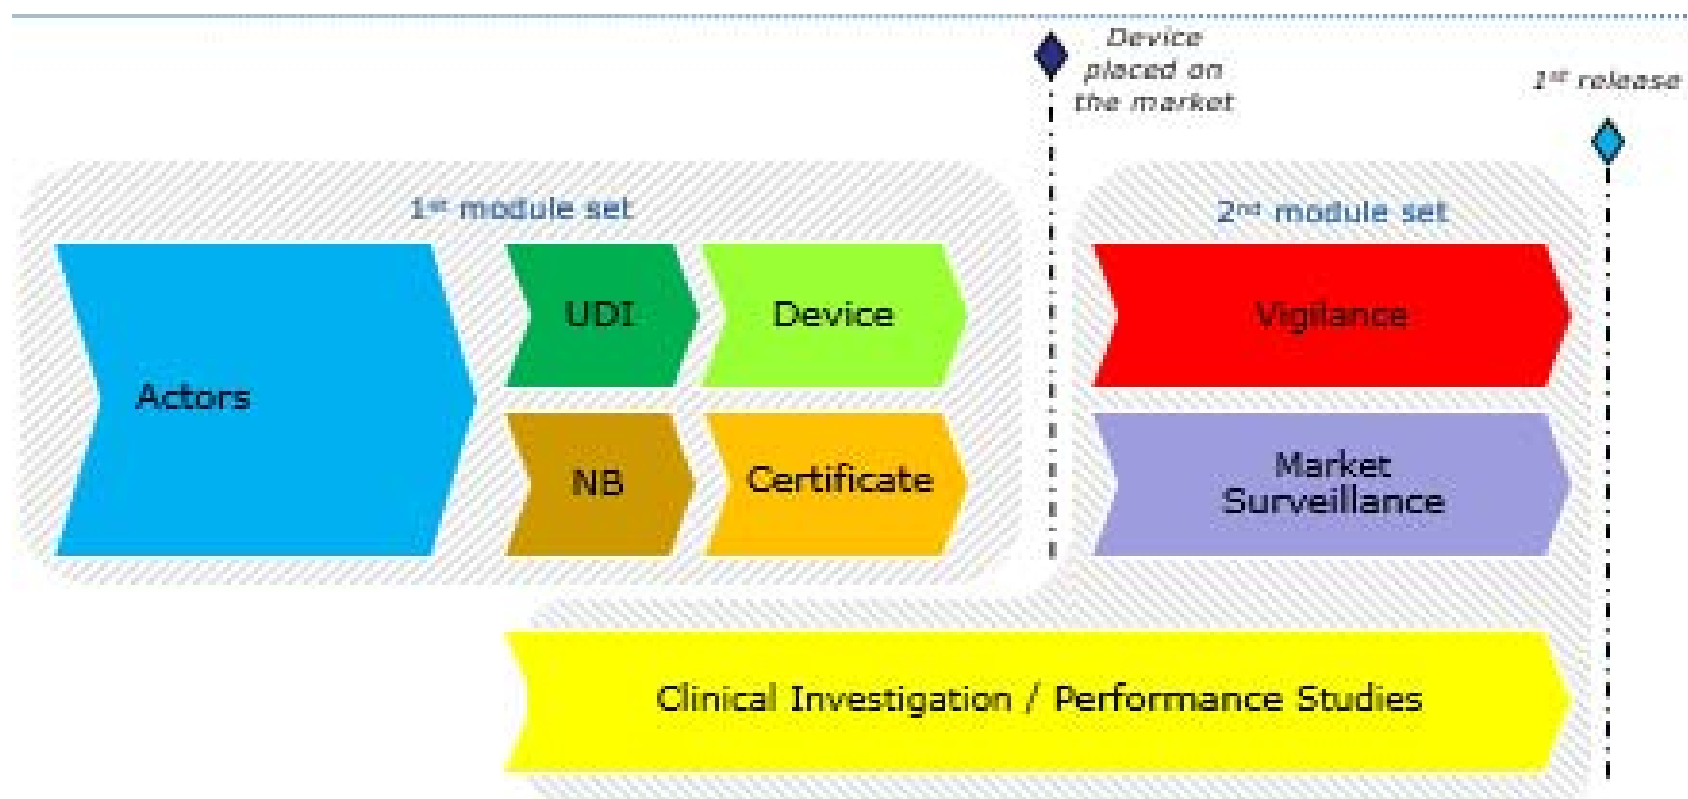 Device
placed on
the market
1st release
1st module set
2nd module set
Actors
UDI
Device
NB
Certificate
Vigilance
Market
Surveillance
Clinical Investigation / Performance Studies